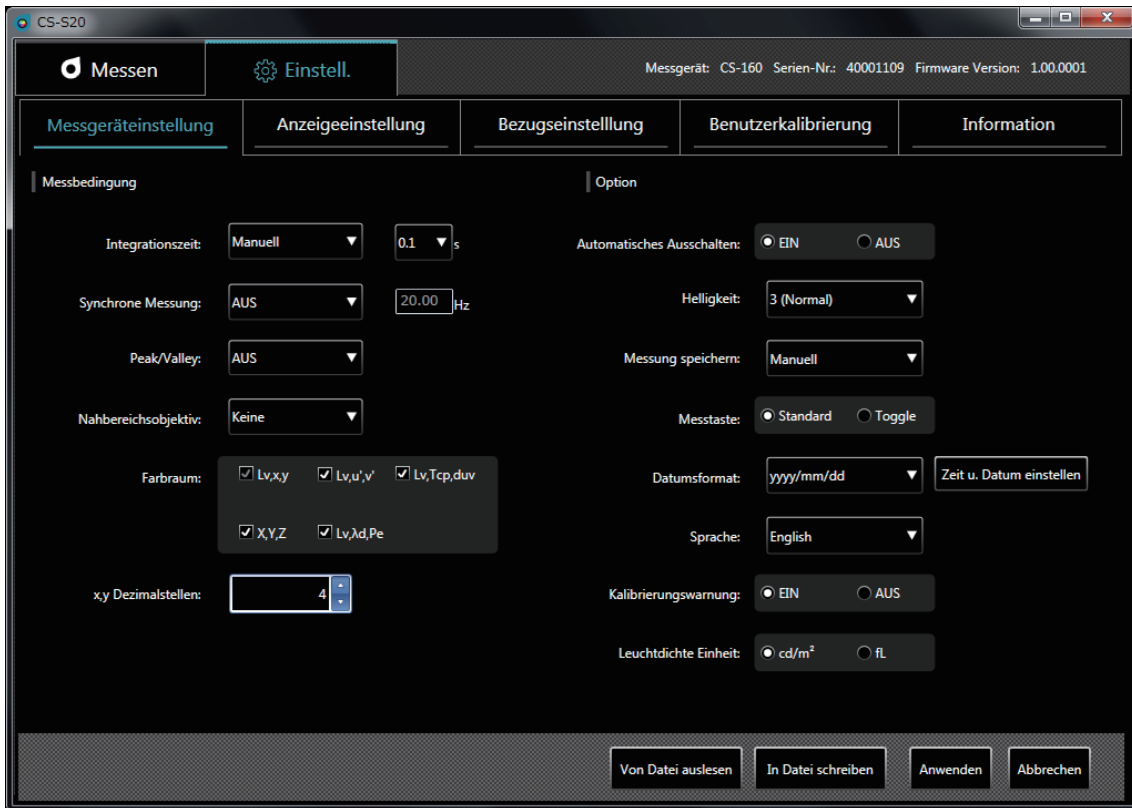 CS-S20
Messen
Einstell.
Messgerät: CS-160 Serien-Nr.: 40001109 Firmware Version: 1.00.0001
Messgeräteinstellung
Anzeigeeinstellung
Bezugseinstelllung
Benutzerkalibrierung
Information
Messbedingung
Integrationszeit: Manuell 0.1 s
Synchrone Messung: AUS 20.00 Hz
Peak/Valley: AUS
Nahbereichsobjektiv: Keine
Farbraum: Lv,x,y Lv,u',v' Lv,Tcp,duv
X,Y,Z Lv,λd,Pe
x,y Dezimalstellen: 4
Option
Automatisches Ausschalten: EIN AUS
Helligkeit: 3 (Normal)
Messung speichern: Manuell
Messtaste: Standard Toggle
Datumsformat: yyyy/mm/dd Zeit u. Datum einstellen
Sprache: English
Kalibrierungswarnung: EIN AUS
Leuchtdichte Einheit: cd/m² fL
Von Datei auslesen
In Datei schreiben
Anwenden
Abbrechen